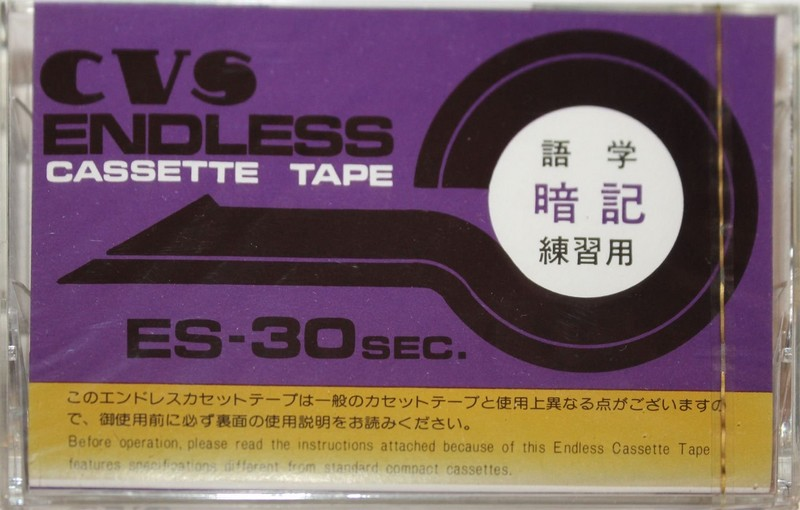 CVS
ENDLESS
CASSETTE TAPE
語学
暗記
練習用
ES-30 SEC.
このエンドレスカセットテープは一般のカセットテープと使用上異なる点がございますの
で、御使用前に必ず裏面の使用説明をお読みください。
Before operation, please read the instructions attached because of this Endless Cassette Tape
features specifications different from standard compact cassettes.